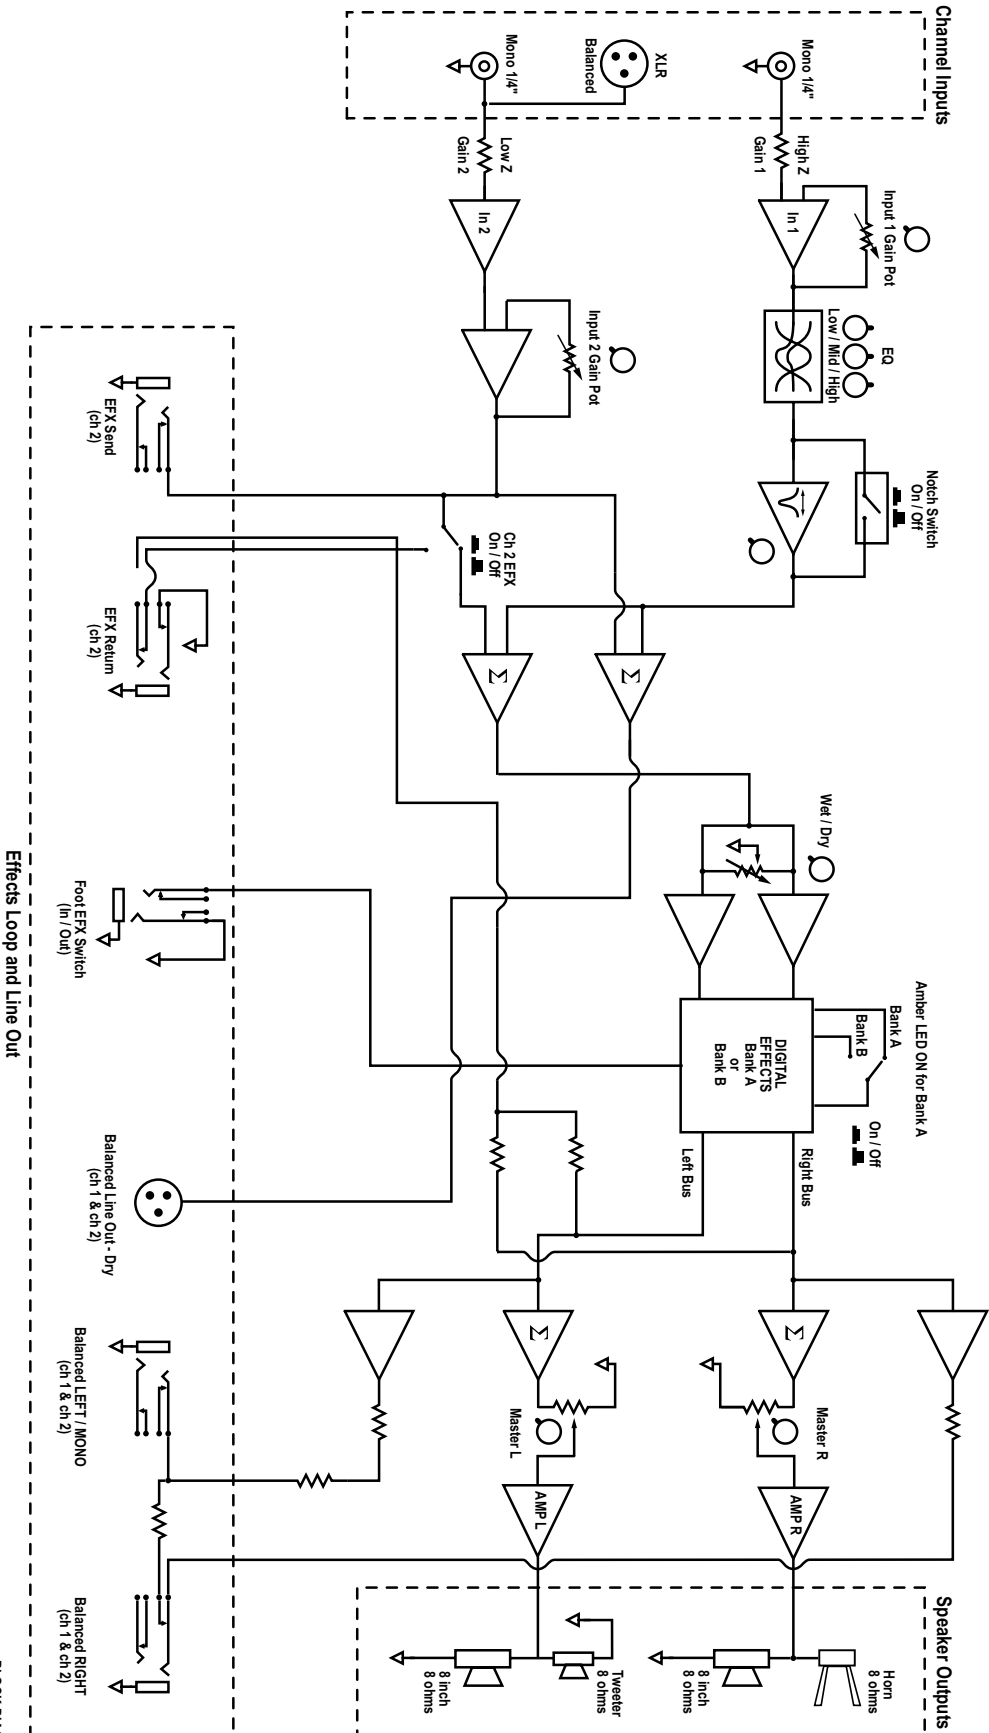 Channel Inputs
Mono 1/4"
XLR
Balanced
Mono 1/4"
High Z
Gain 1
Low Z
Gain 2
In 1
Input 1 Gain Pot
In 2
Input 2 Gain Pot
EQ
Low / Mid / High
Notch Switch
On / Off
Ch 2 EFX
On / Off
Σ
Σ
Wet / Dry
Amber LED ON for Bank A
Bank A
Bank B
On / Off
DIGITAL
EFFECTS
Bank A
or
Bank B
Right Bus
Left Bus
Σ
Σ
Master R
Master L
AMP R
AMP L
Speaker Outputs
Horn
8 ohms
8 inch
8 ohms
Tweeter
8 ohms
8 inch
8 ohms
EFX Send
(ch 2)
EFX Return
(ch 2)
Foot EFX Switch
(In / Out)
Balanced Line Out - Dry
(ch 1 & ch 2)
Balanced LEFT / MONO
(ch 1 & ch 2)
Balanced RIGHT
(ch 1 & ch 2)
Effects Loop and Line Out